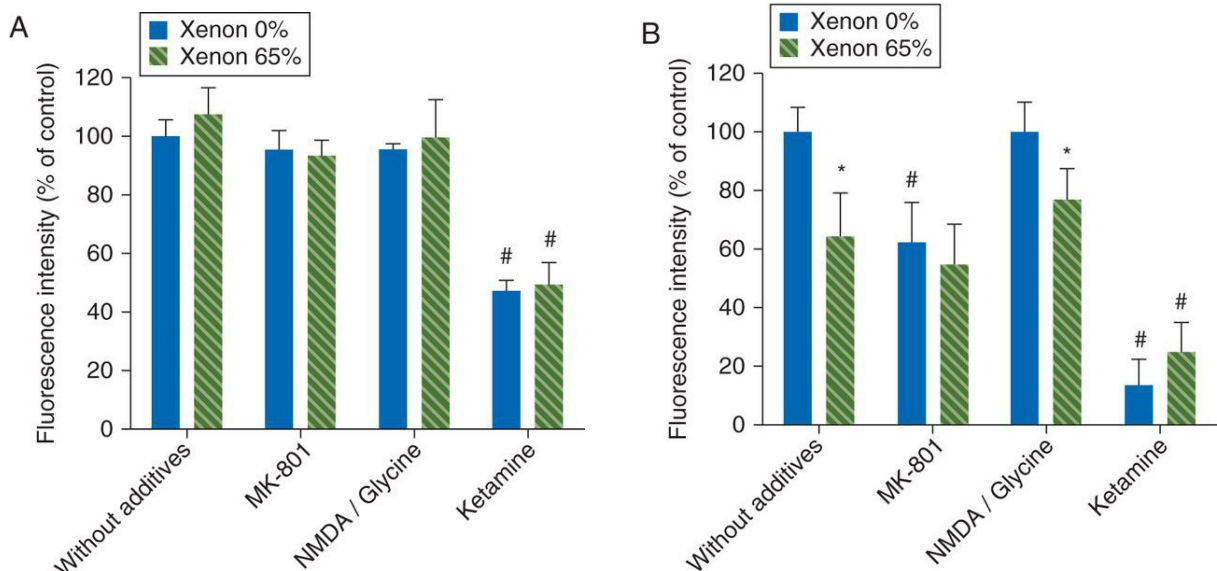 A
Xenon 0%
Xenon 65%
Fluorescence intensity (% of control)
120
100
80
60
40
20
0
# #
Without additives
MK-801
NMDA / Glycine
Ketamine
B
Xenon 0%
Xenon 65%
Fluorescence intensity (% of control)
120
100
80
60
40
20
0
* # * # #
Without additives
MK-801
NMDA / Glycine
Ketamine